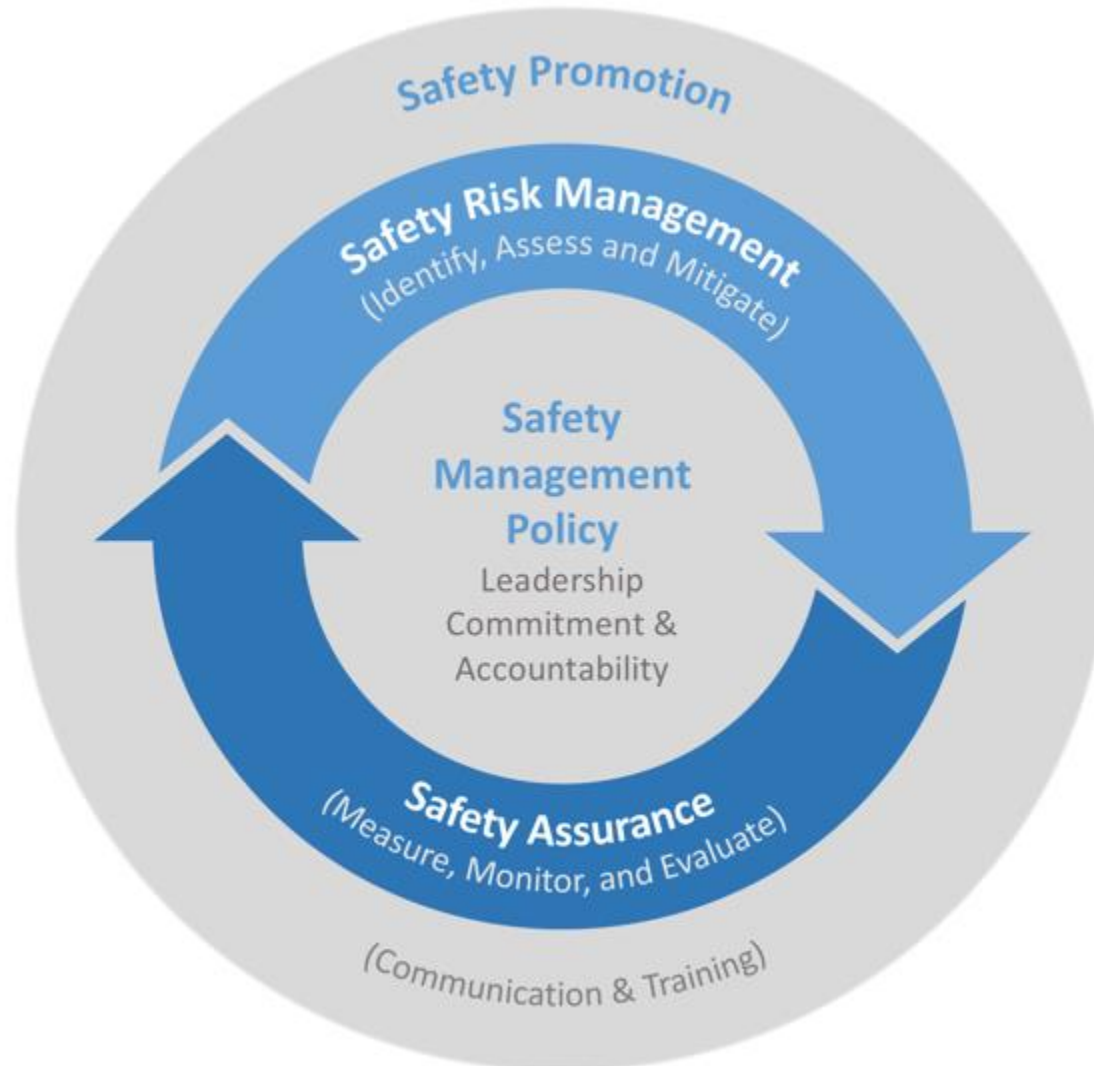 Safety Promotion
Safety Risk Management
(Identify, Assess and Mitigate)
Safety
Management
Policy
Leadership
Commitment &
Accountability
Safety Assurance
(Measure, Monitor, and Evaluate)
(Communication & Training)